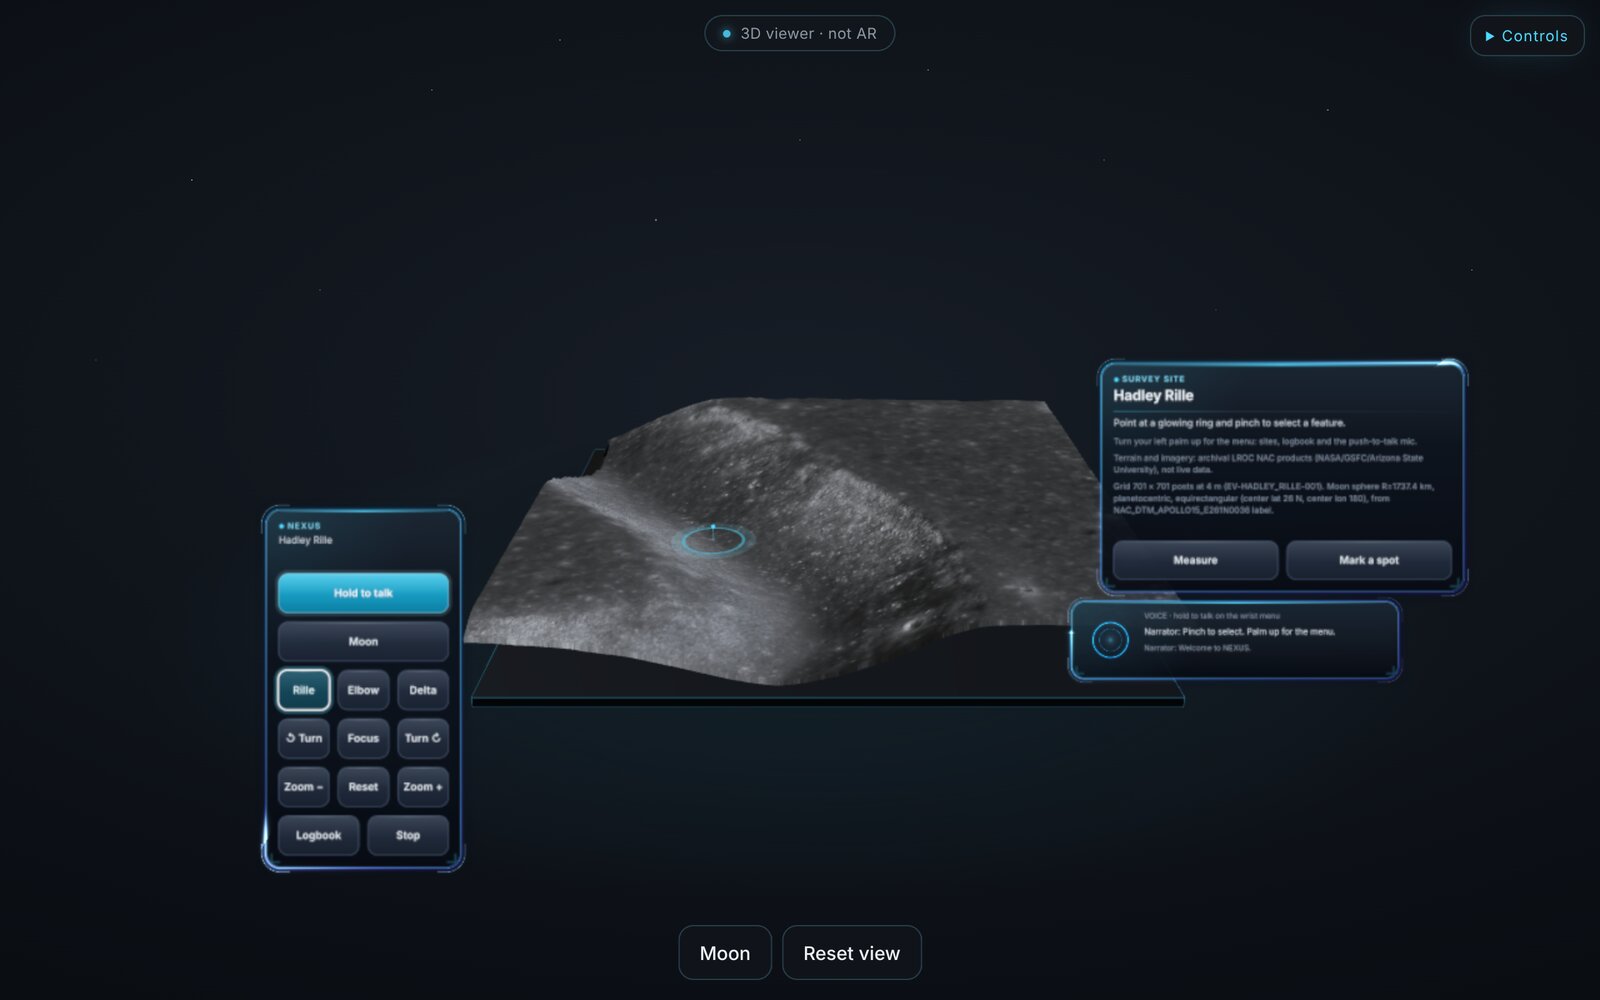 3D viewer · not AR
▶ Controls
SURVEY SITE
Hadley Rille
Point at a glowing ring and pinch to select a feature.
Turn your left palm up for the menu: sites, logbook and the push-to-talk mic.
Terrain and imagery: archival LROC NAC products (NASA/GSFC/Arizona State
University), not live data.
Grid 701 x 701 posts at 4 m (EV-HADLEY_RILLE-001). Moon sphere R=1737.4 km,
planetocentric, equirectangular (center lat 26 N, center lon 180), from
NAC_DTM_APOLLO15_E261N0036 label.
Measure
Mark a spot
VOICE · hold to talk on the wrist menu
Narrator: Pinch to select. Palm up for the menu.
Narrator: Welcome to NEXUS.
NEXUS
Hadley Rille
Hold to talk
Moon
Rille
Elbow
Delta
↺ Turn
Focus
Turn ↻
Zoom −
Reset
Zoom +
Logbook
Stop
Moon
Reset view